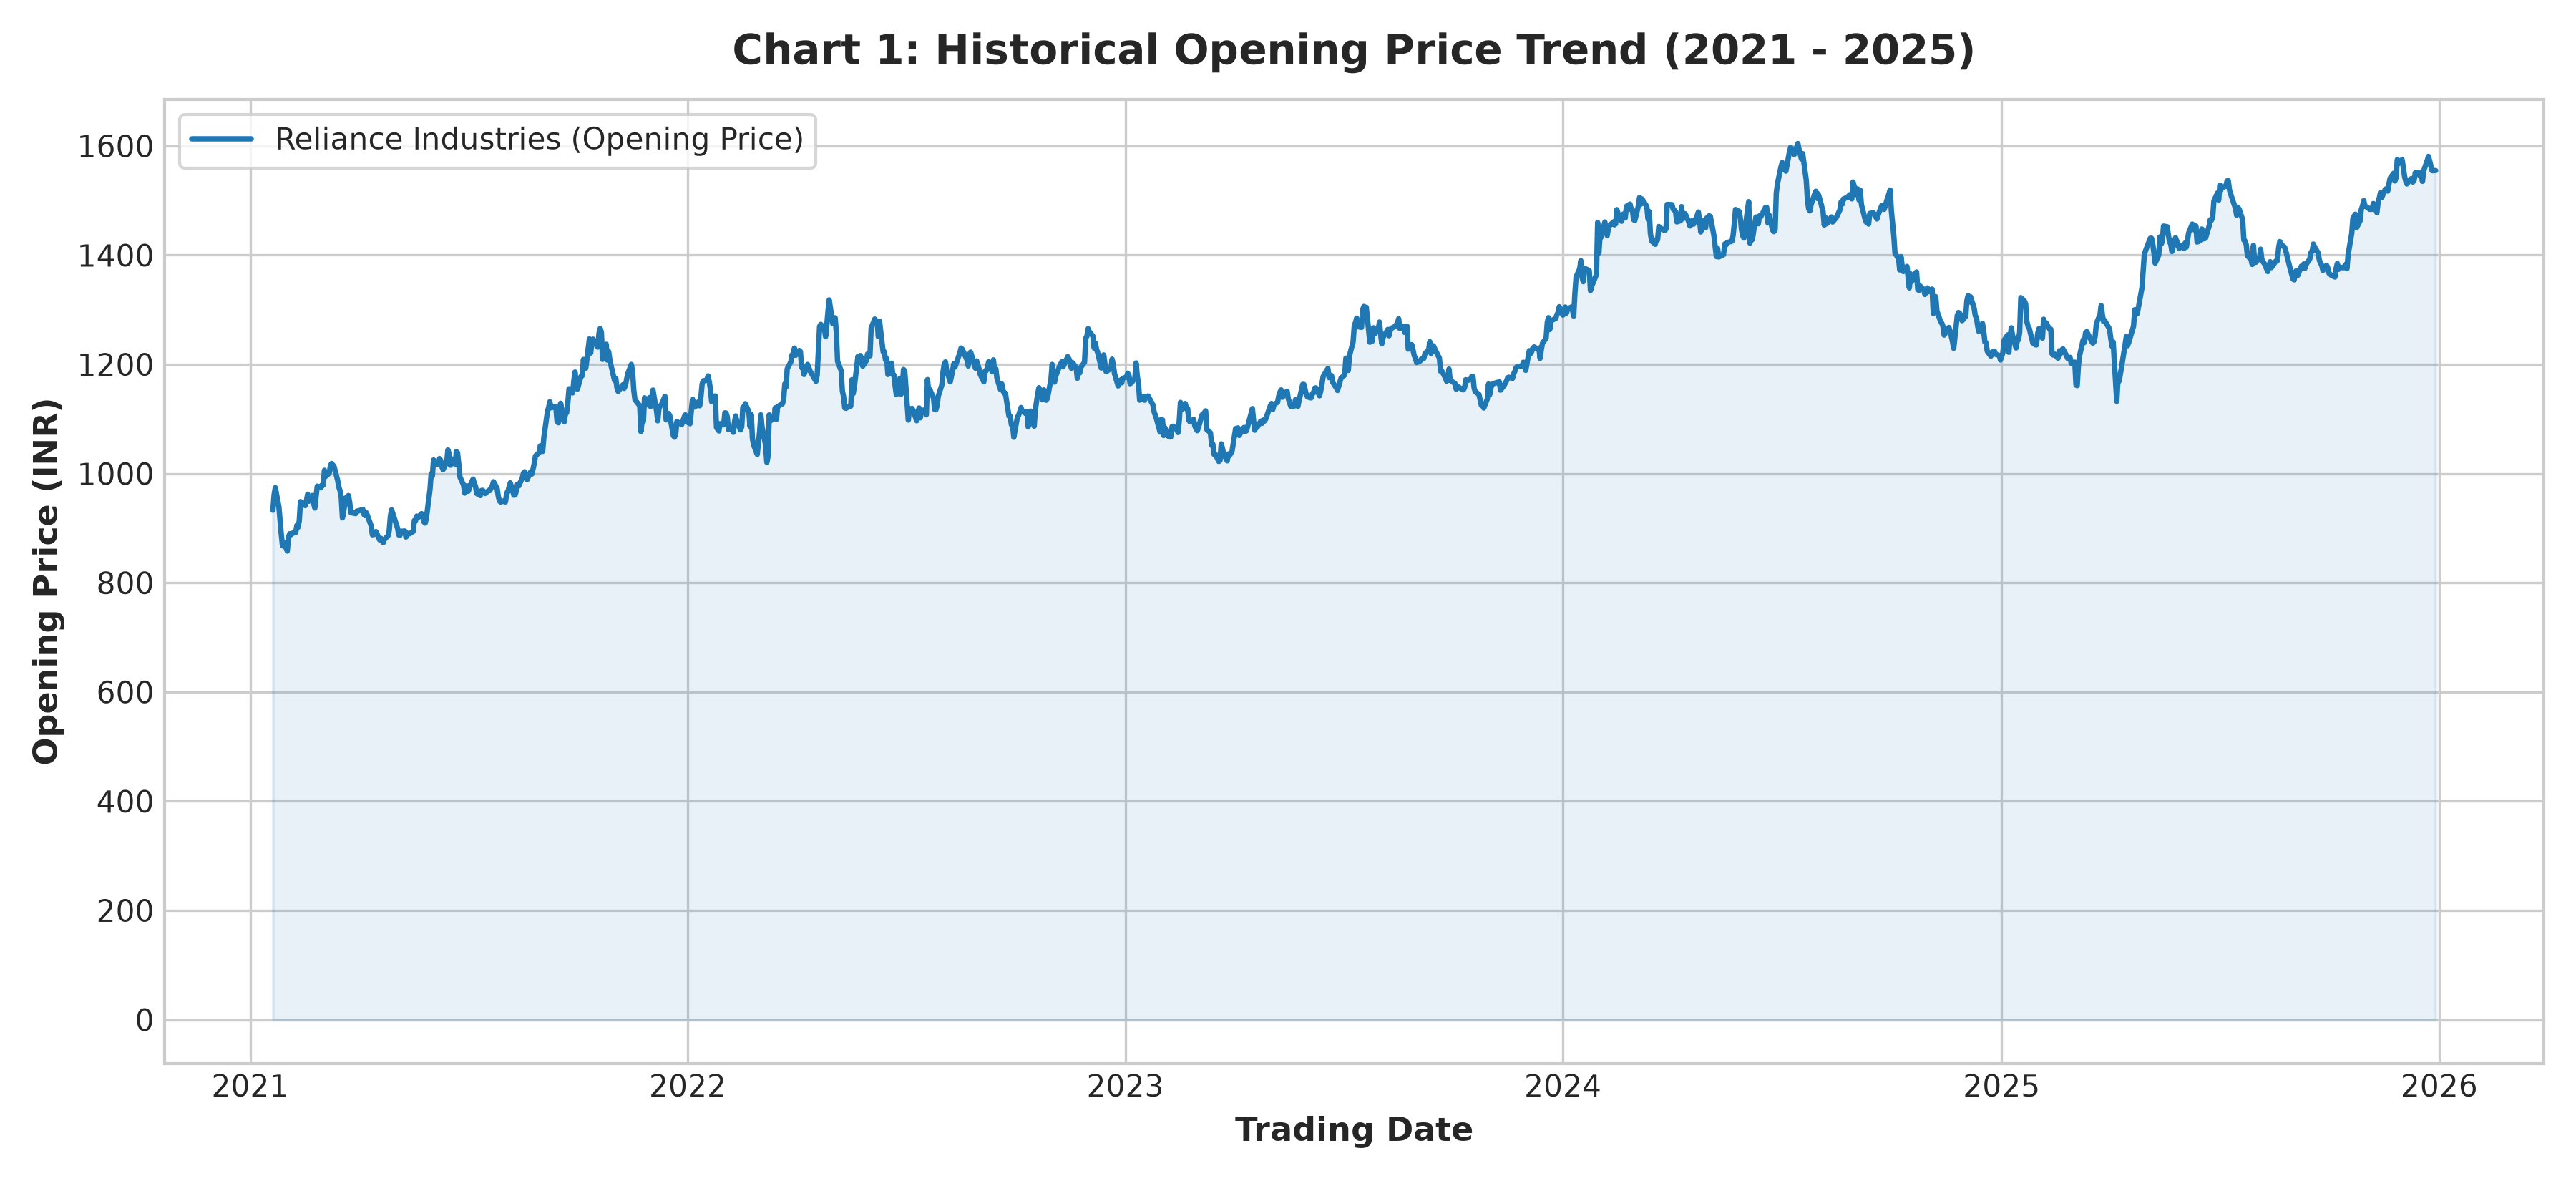 Chart 1: Historical Opening Price Trend (2021 - 2025)
Reliance Industries (Opening Price)
Opening Price (INR)
1600
1400
1200
1000
800
600
400
200
0
2021 2022 2023 2024 2025 2026
Trading Date